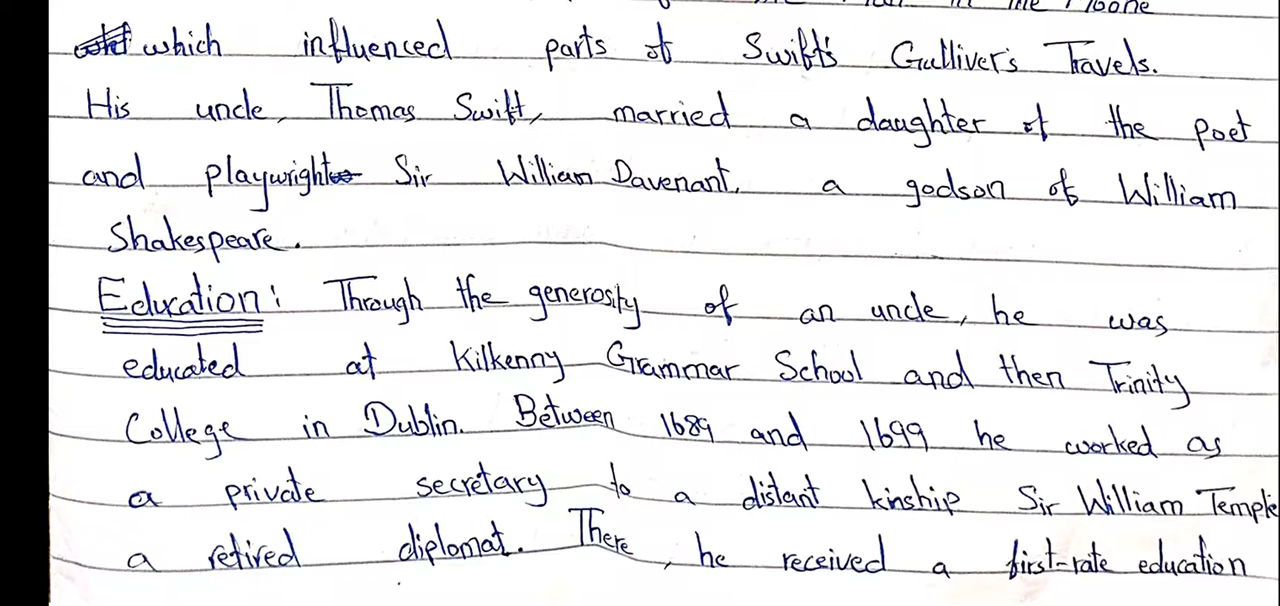 in the Moone
which influenced parts of Swift's Gulliver's Travels.
His uncle, Thomas Swift, married a daughter of the poet
and playwright Sir William Davenant, a godson of William
Shakespeare.
Education: Through the generosity of an uncle, he was
educated at Kilkenny Grammar School and then Trinity
College in Dublin. Between 1689 and 1699 he worked as
a private secretary to a distant kinship Sir William Temple
a retired diplomat. There, he received a first-rate education